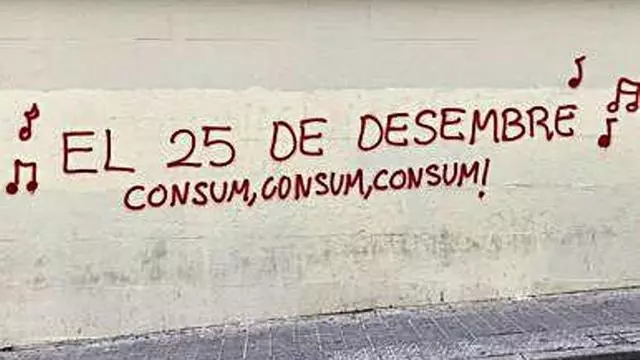 EL 25 DE DESEMBRE
CONSUM, CONSUM, CONSUM!